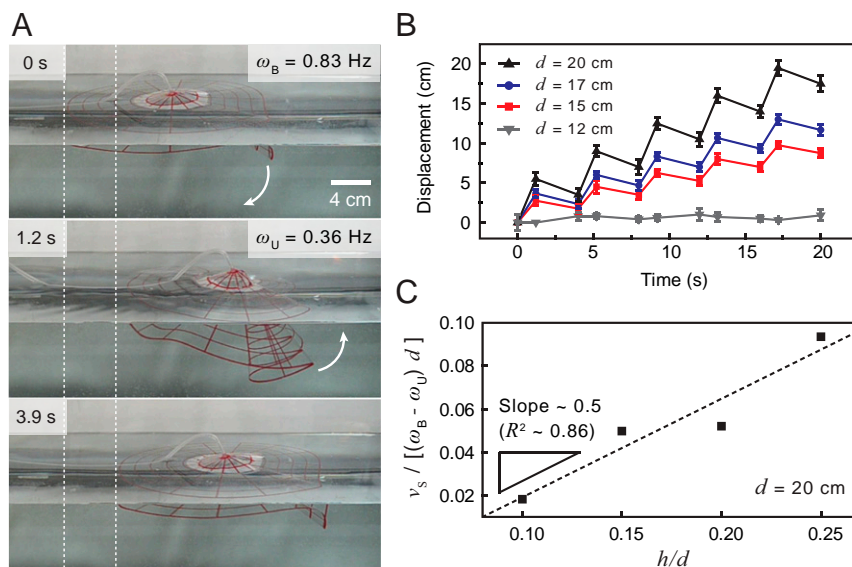 A
0 s
ω_B = 0.83 Hz
4 cm
1.2 s
ω_U = 0.36 Hz
3.9 s
B
Displacement (cm)
20
15
10
5
0
d = 20 cm
d = 17 cm
d = 15 cm
d = 12 cm
0
5
10
15
20
Time (s)
C
v_S / [(ω_B - ω_U) d ]
0.10
0.08
0.06
0.04
0.02
Slope ~ 0.5
(R² ~ 0.86)
d = 20 cm
0.10
0.15
0.20
0.25
h/d